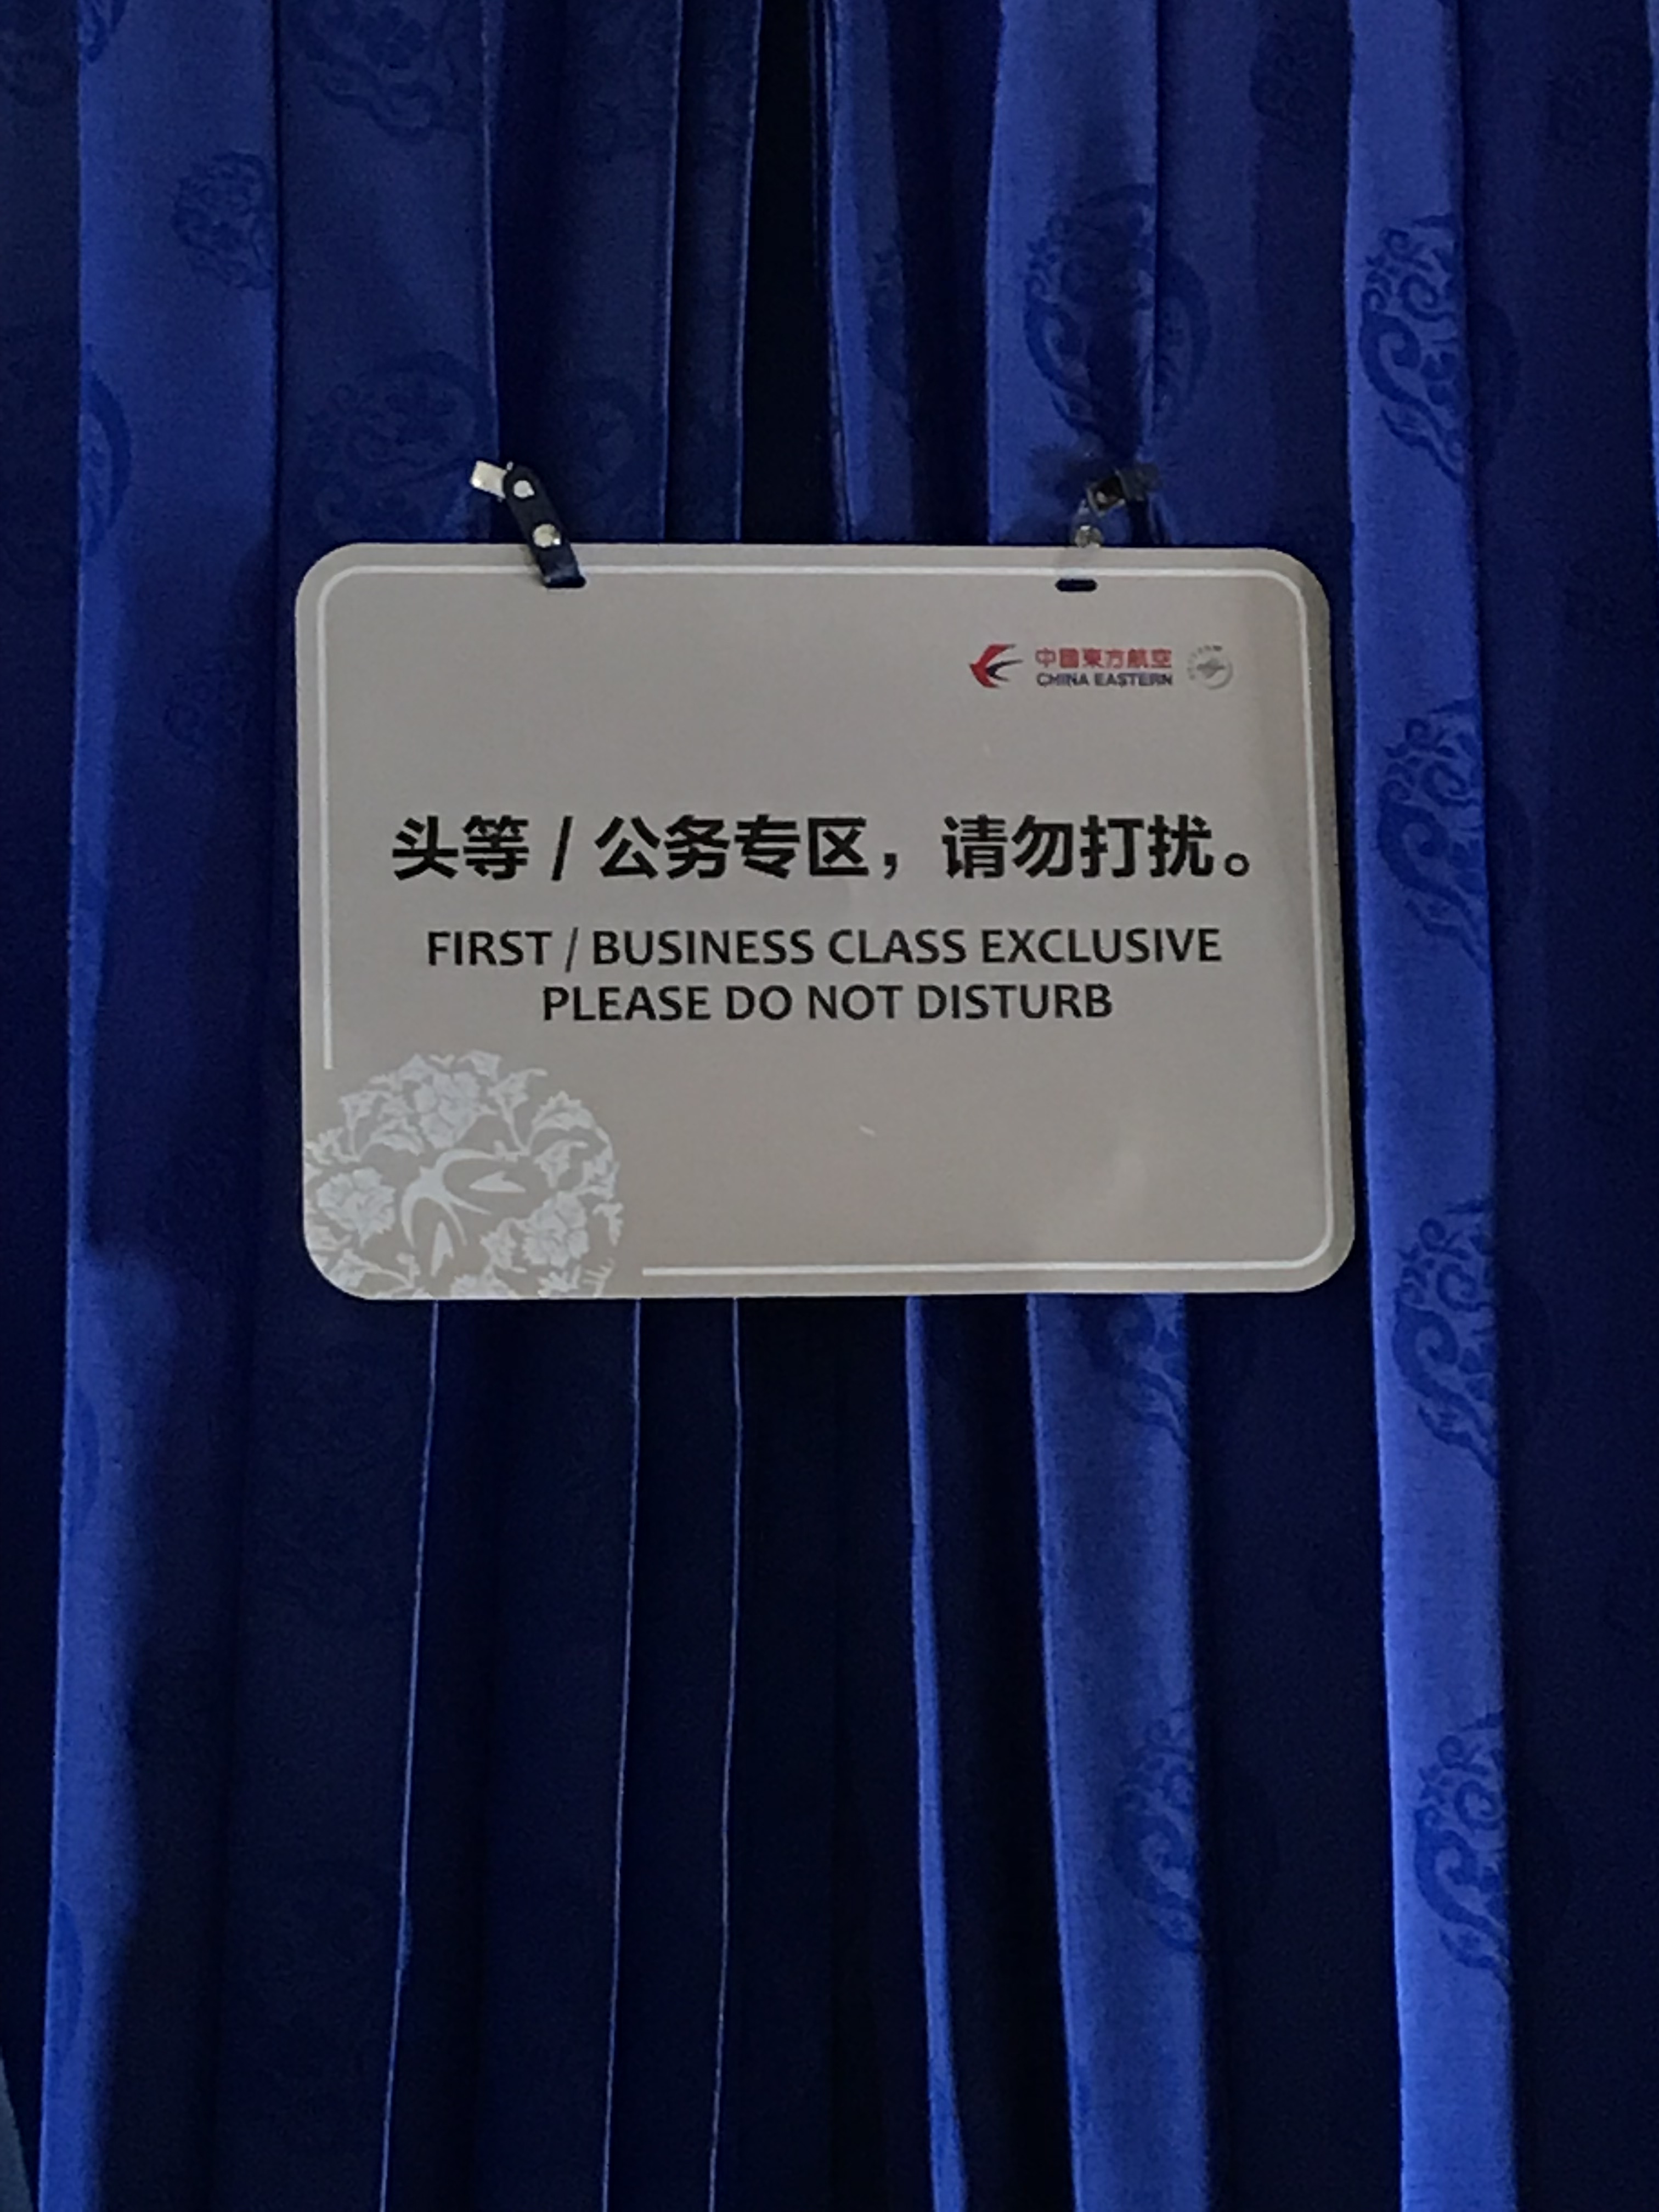 中國東方航空
CHINA EASTERN
头等 / 公务专区，请勿打扰。
FIRST / BUSINESS CLASS EXCLUSIVE
PLEASE DO NOT DISTURB